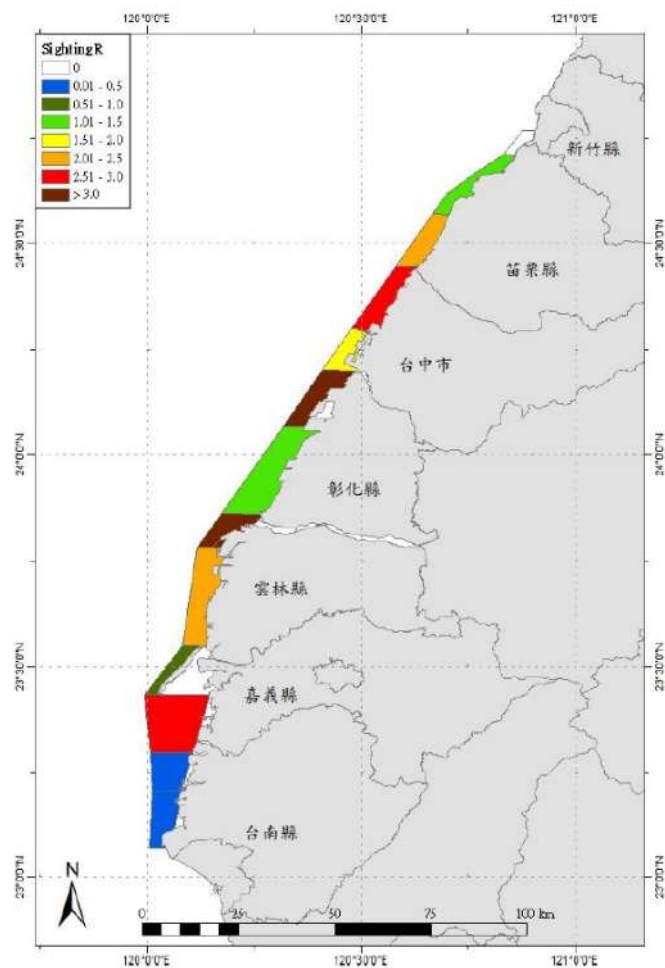 120°0'0"E 120°30'0"E 121°0'0"E
Sighting R
0
0.01 - 0.5
0.51 - 1.0
1.01 - 1.5
1.51 - 2.0
2.01 - 2.5
2.51 - 3.0
> 3.0
新竹縣
24°30'0"N 24°30'0"N
苗栗縣
台中市
24°0'0"N 24°0'0"N
彰化縣
雲林縣
23°30'0"N 23°30'0"N
嘉義縣
台南縣
N
23°0'0"N 23°0'0"N
0 25 50 75 100 km
120°0'0"E 120°30'0"E 121°0'0"E